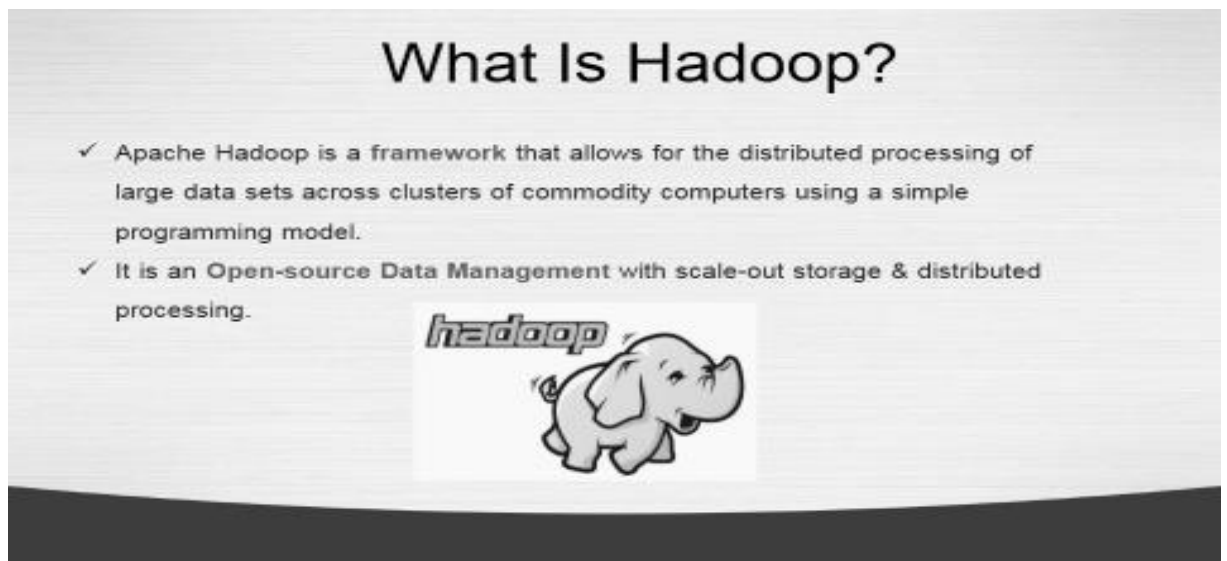 What Is Hadoop?
✓ Apache Hadoop is a framework that allows for the distributed processing of
large data sets across clusters of commodity computers using a simple
programming model.
✓ It is an Open-source Data Management with scale-out storage & distributed
processing.
hadoop